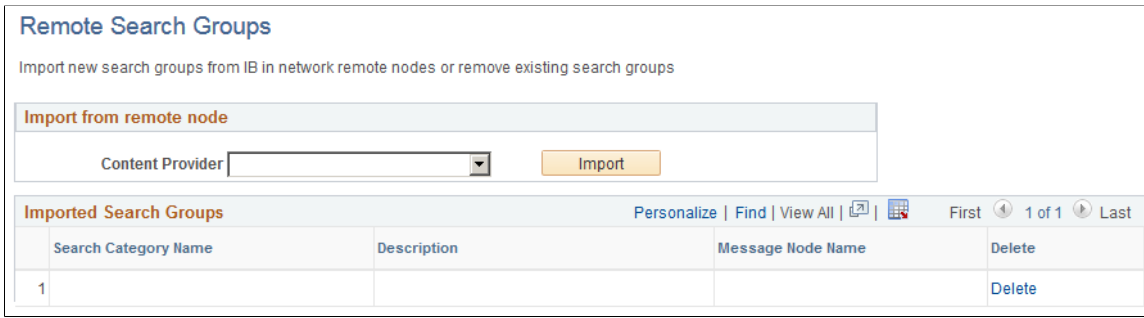 Remote Search Groups
Import new search groups from IB in network remote nodes or remove existing search groups
Import from remote node
Content Provider Import
Imported Search Groups Personalize | Find | View All | | First 1 of 1 Last
Search Category Name Description Message Node Name Delete
1 Delete